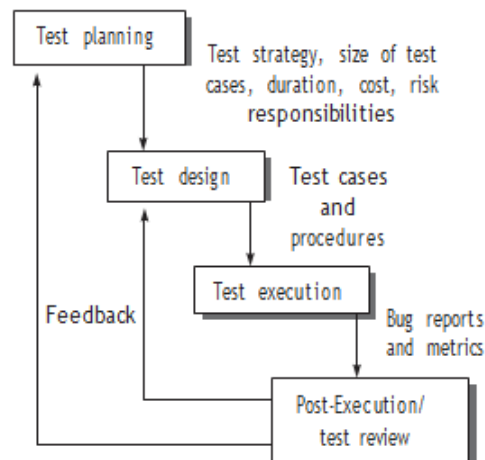 Test planning
Test strategy, size of test
cases, duration, cost, risk
responsibilities
Test design
Test cases
and
procedures
Test execution
Feedback
Bug reports
and metrics
Post-Execution/
test review